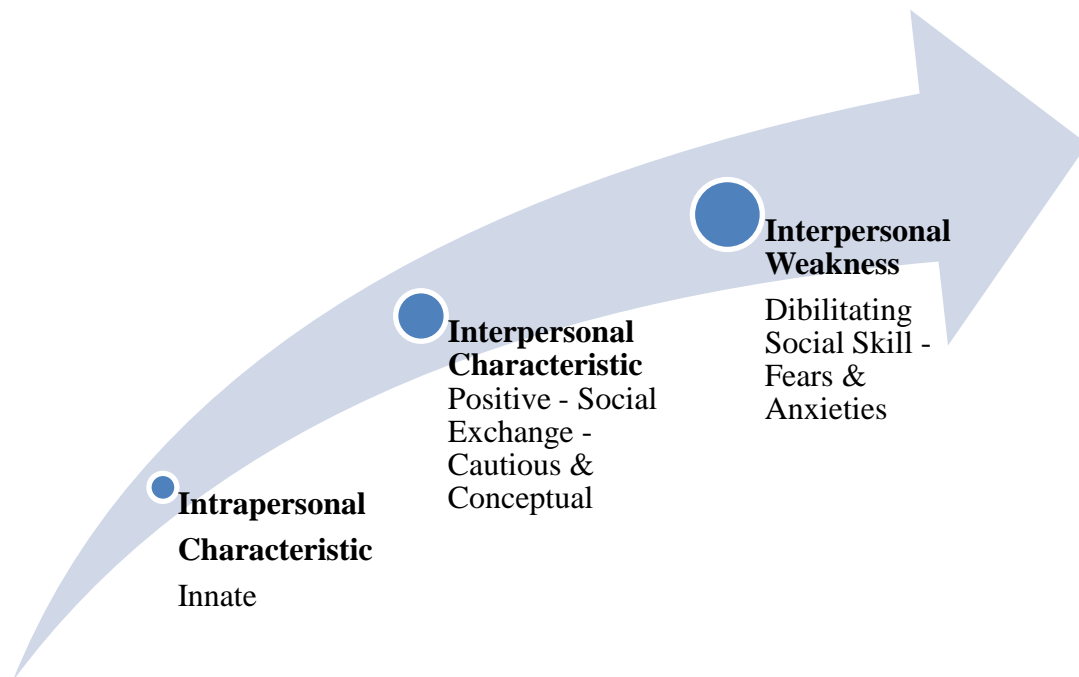 Intrapersonal
Characteristic
Innate
Interpersonal
Characteristic
Positive - Social
Exchange -
Cautious &
Conceptual
Interpersonal
Weakness
Dibilitating
Social Skill -
Fears &
Anxieties